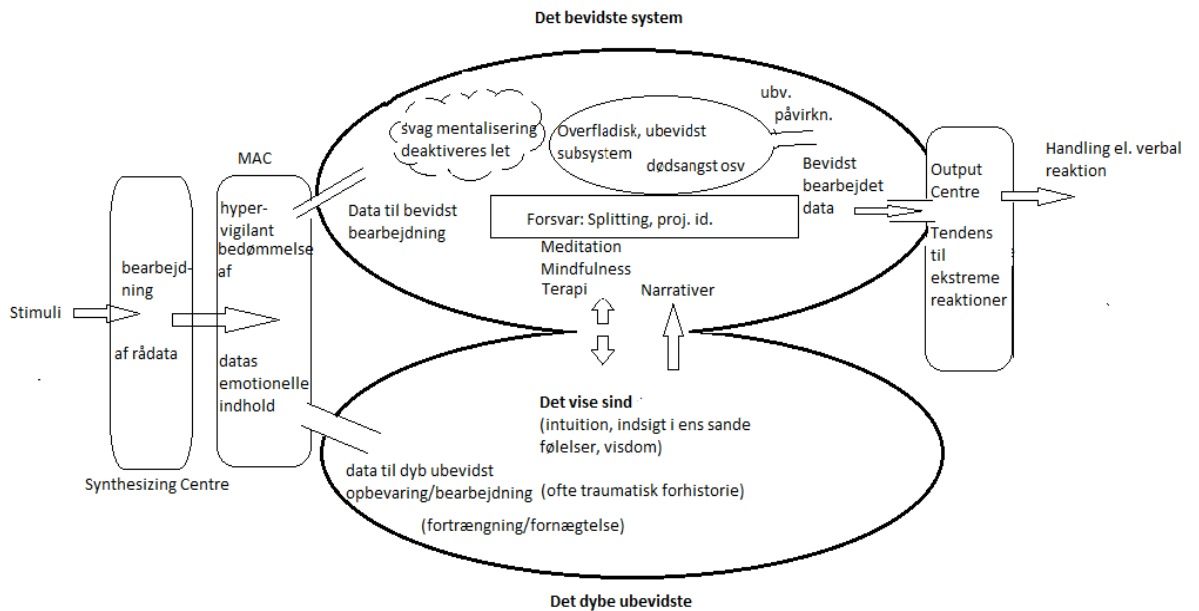 Det bevidste system
Stimuli
bearbejd-
ning
af rådata
Synthesizing Centre
MAC
hyper-
vigilant
bedømmelse
af
datas
emotionelle
indhold
svag mentalisering
deaktiveres let
Overfladisk, ubevidst
subsystem
dødsangst osv
ubv.
påvirkn.
Data til bevidst
bearbejdning
Forsvar: Splitting, proj. id.
Bevidst
bearbejdet
data
Meditation
Mindfulness
Terapi
Narrativer
Output
Centre
Tendens
til
ekstreme
reaktioner
Handling el. verbal
reaktion
Det vise sind
(intuition, indsigt i ens sande
følelser, visdom)
data til dyb ubevidst
opbevaring/bearbejdning
(ofte traumatisk forhistorie)
(fortrængning/fornægtelse)
Det dybe ubevidste